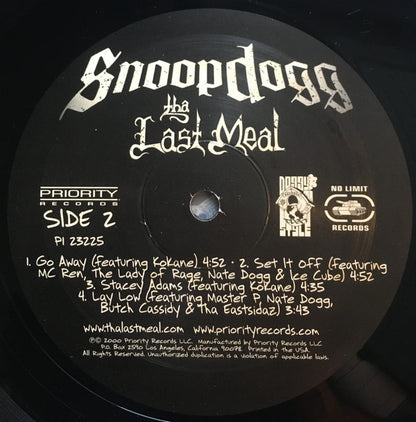 Snoop Dogg
tha
Last Meal
PRIORITY
RECORDS
SIDE 2
PI 23225
DOGGY
STYLE
NO LIMIT
RECORDS
1. Go Away (featuring Kokane) 4:52 · 2. Set It Off (featuring
MC Ren, The Lady of Rage, Nate Dogg & Ice Cube) 4:52
3. Stacey Adams (featuring Kokane) 4:35
4. Lay Low (featuring Master P, Nate Dogg,
Butch Cassidy & Tha Eastsidaz) 3:43
www.thalastmeal.com www.priorityrecords.com
℗© 2000 Priority Records LLC. Manufactured by Priority Records LLC.
P.O. Box 2590 Los Angeles, California 90078. Printed in the U.S.A.
All Rights Reserved. Unauthorized duplication is a violation of applicable laws.